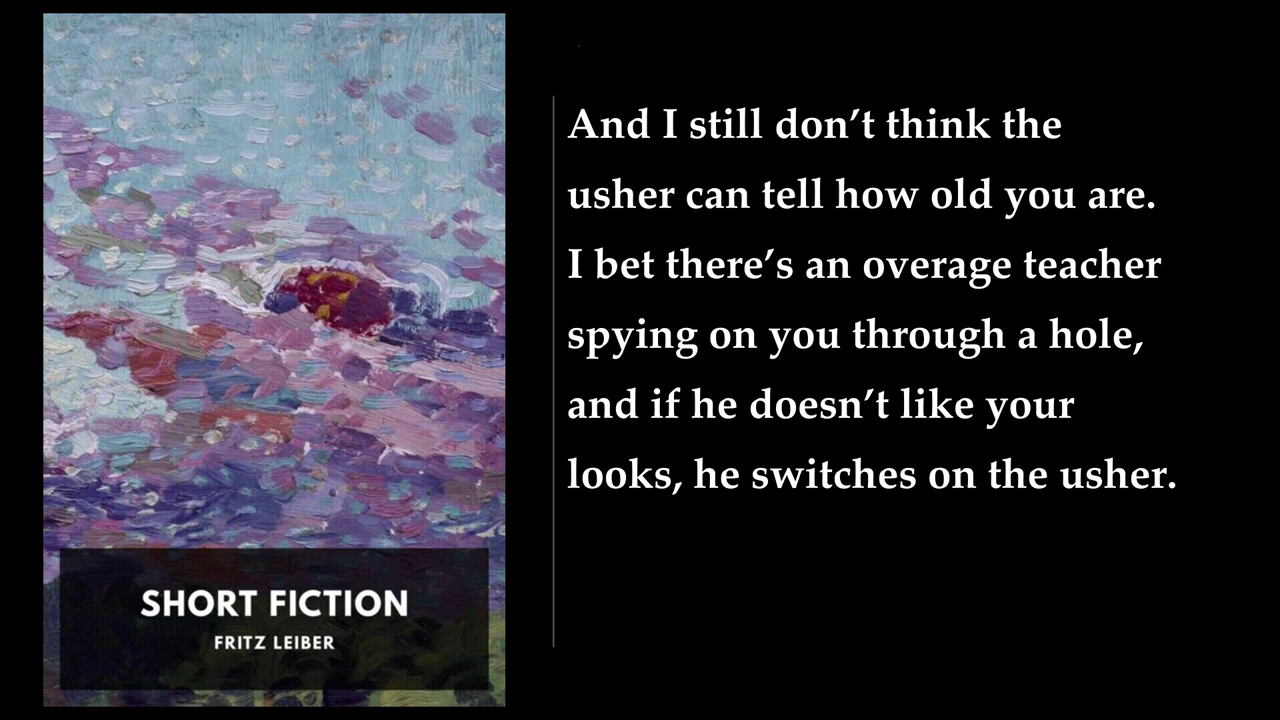 And I still don’t think the
usher can tell how old you are.
I bet there’s an overage teacher
spying on you through a hole,
and if he doesn’t like your
looks, he switches on the usher.
SHORT FICTION
FRITZ LEIBER